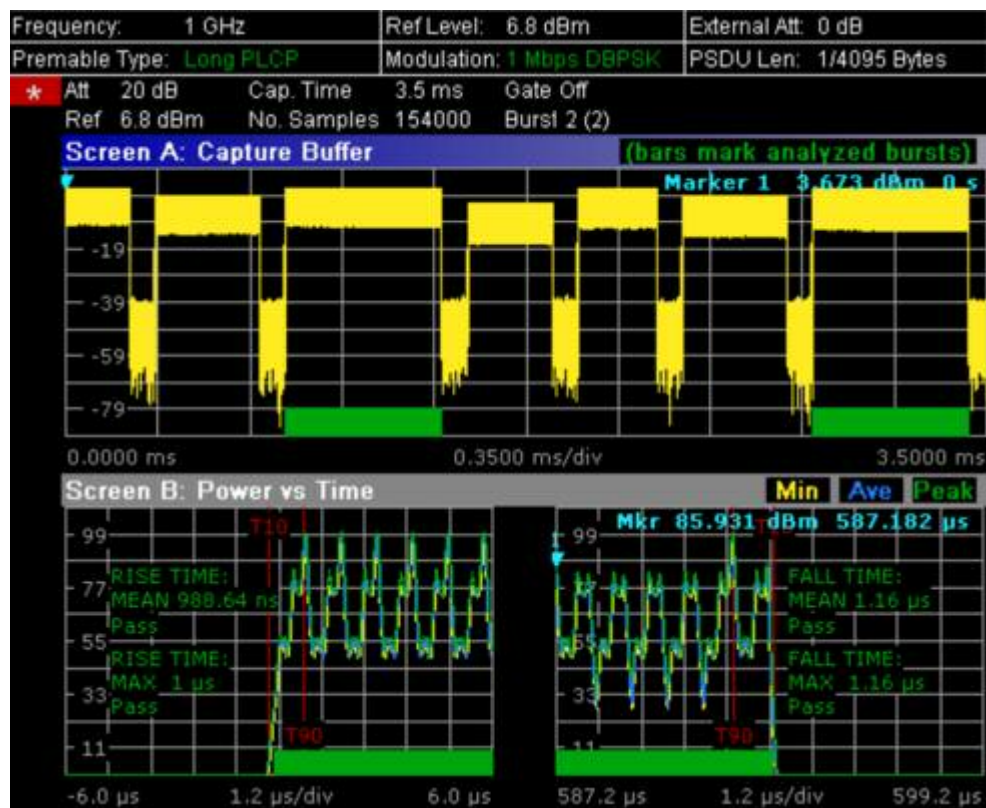 Frequency: 1 GHz Ref Level: 6.8 dBm External Att: 0 dB
Premable Type: Long PLCP Modulation: 1 Mbps DBPSK PSDU Len: 1/4095 Bytes
* Att 20 dB Cap. Time 3.5 ms Gate Off
Ref 6.8 dBm No. Samples 154000 Burst 2 (2)
Screen A: Capture Buffer (bars mark analyzed bursts)
Marker 1 3.673 dBm 0 s
-19
-39
-59
-79
0.0000 ms 0.3500 ms/div 3.5000 ms
Screen B: Power vs Time Min Ave Peak
Mkr 85.931 dBm 587.182 µs
T10
1
99 99
77
RISE TIME: FALL TIME:
MEAN 988.64 ns MEAN 1.16 µs
Pass Pass
55 55
RISE TIME: FALL TIME:
MAX 1 µs MAX 1.16 µs
33 33
Pass Pass
T90 T90
11 11
-6.0 µs 1.2 µs/div 6.0 µs 587.2 µs 1.2 µs/div 599.2 µs